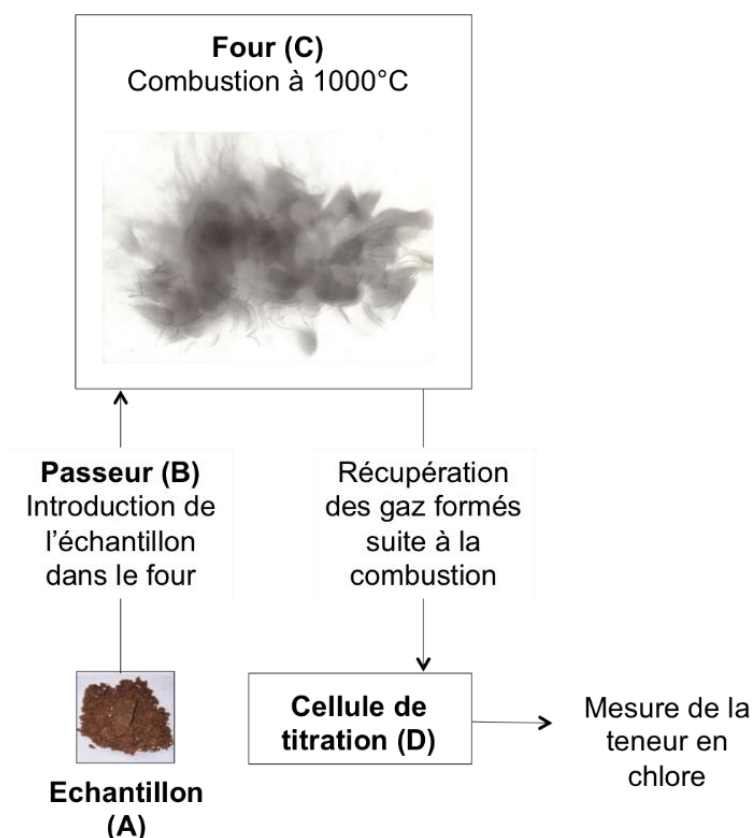 Four (C)
Combustion à 1000°C
Passeur (B)
Introduction de
l'échantillon
dans le four
Récupération
des gaz formés
suite à la
combustion
Echantillon
(A)
Cellule de
titration (D)
Mesure de la
teneur en
chlore